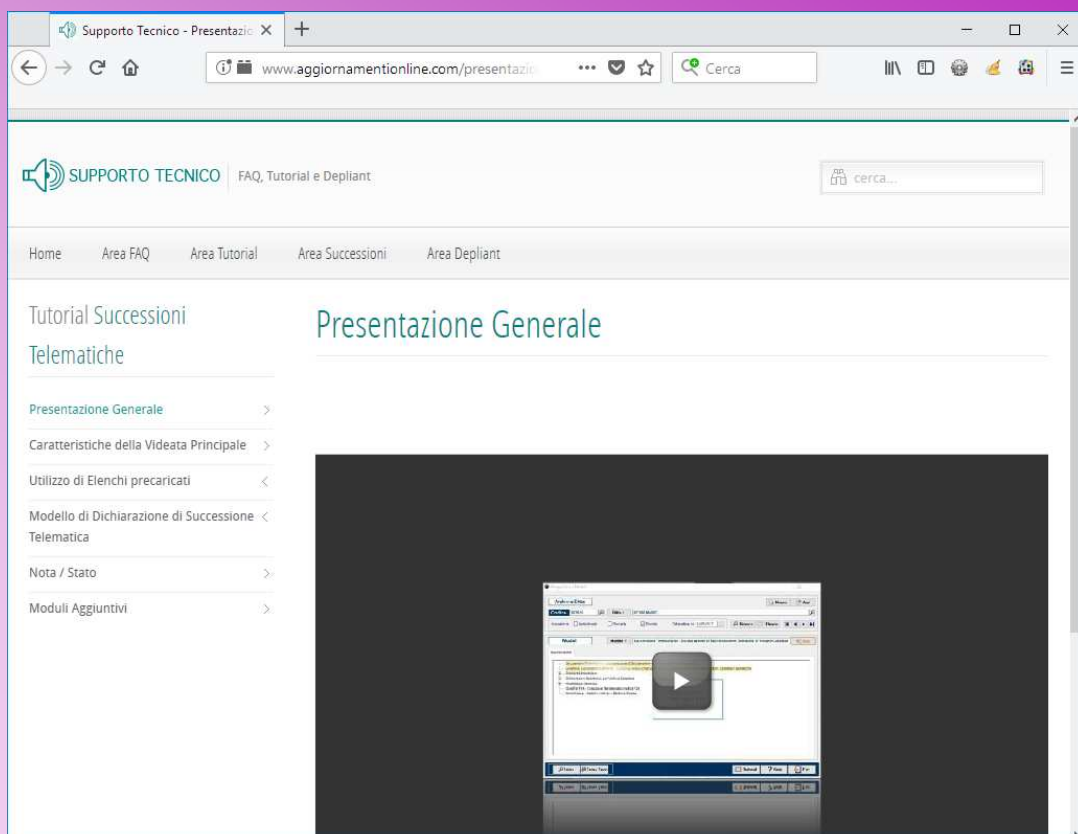 Supporto Tecnico - Presentazio
www.aggiornamentionline.com/presentazio
Cerca
SUPPORTO TECNICO
FAQ, Tutorial e Depliant
cerca...
Home
Area FAQ
Area Tutorial
Area Successioni
Area Depliant
Tutorial Successioni
Telematiche
Presentazione Generale
Presentazione Generale
Caratteristiche della Videata Principale
Utilizzo di Elenchi precaricati
Modello di Dichiarazione di Successione
Telematica
Nota / Stato
Moduli Aggiuntivi